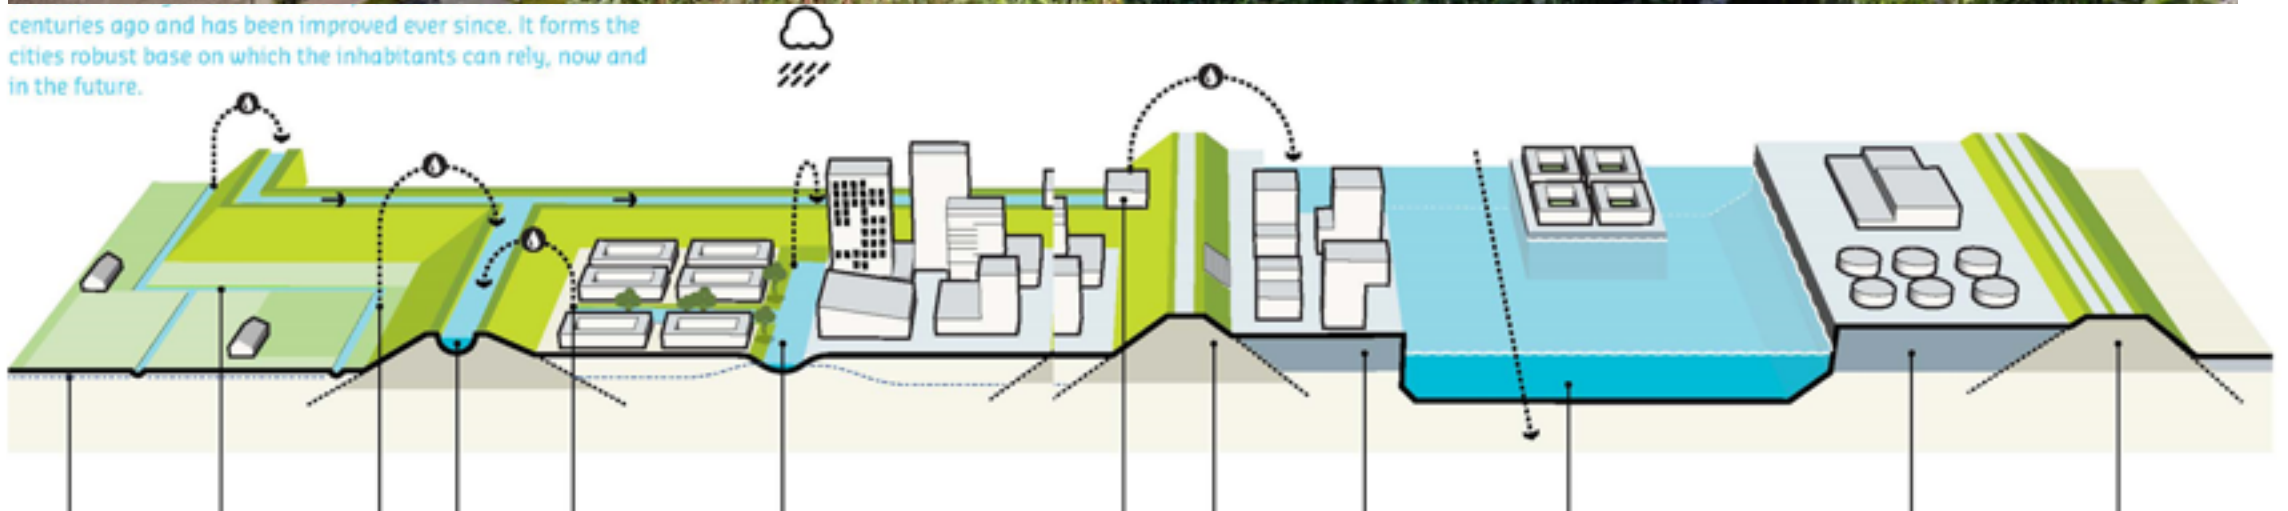 centuries ago and has been improved ever since. It forms the
cities robust base on which the inhabitants can rely, now and
in the future.